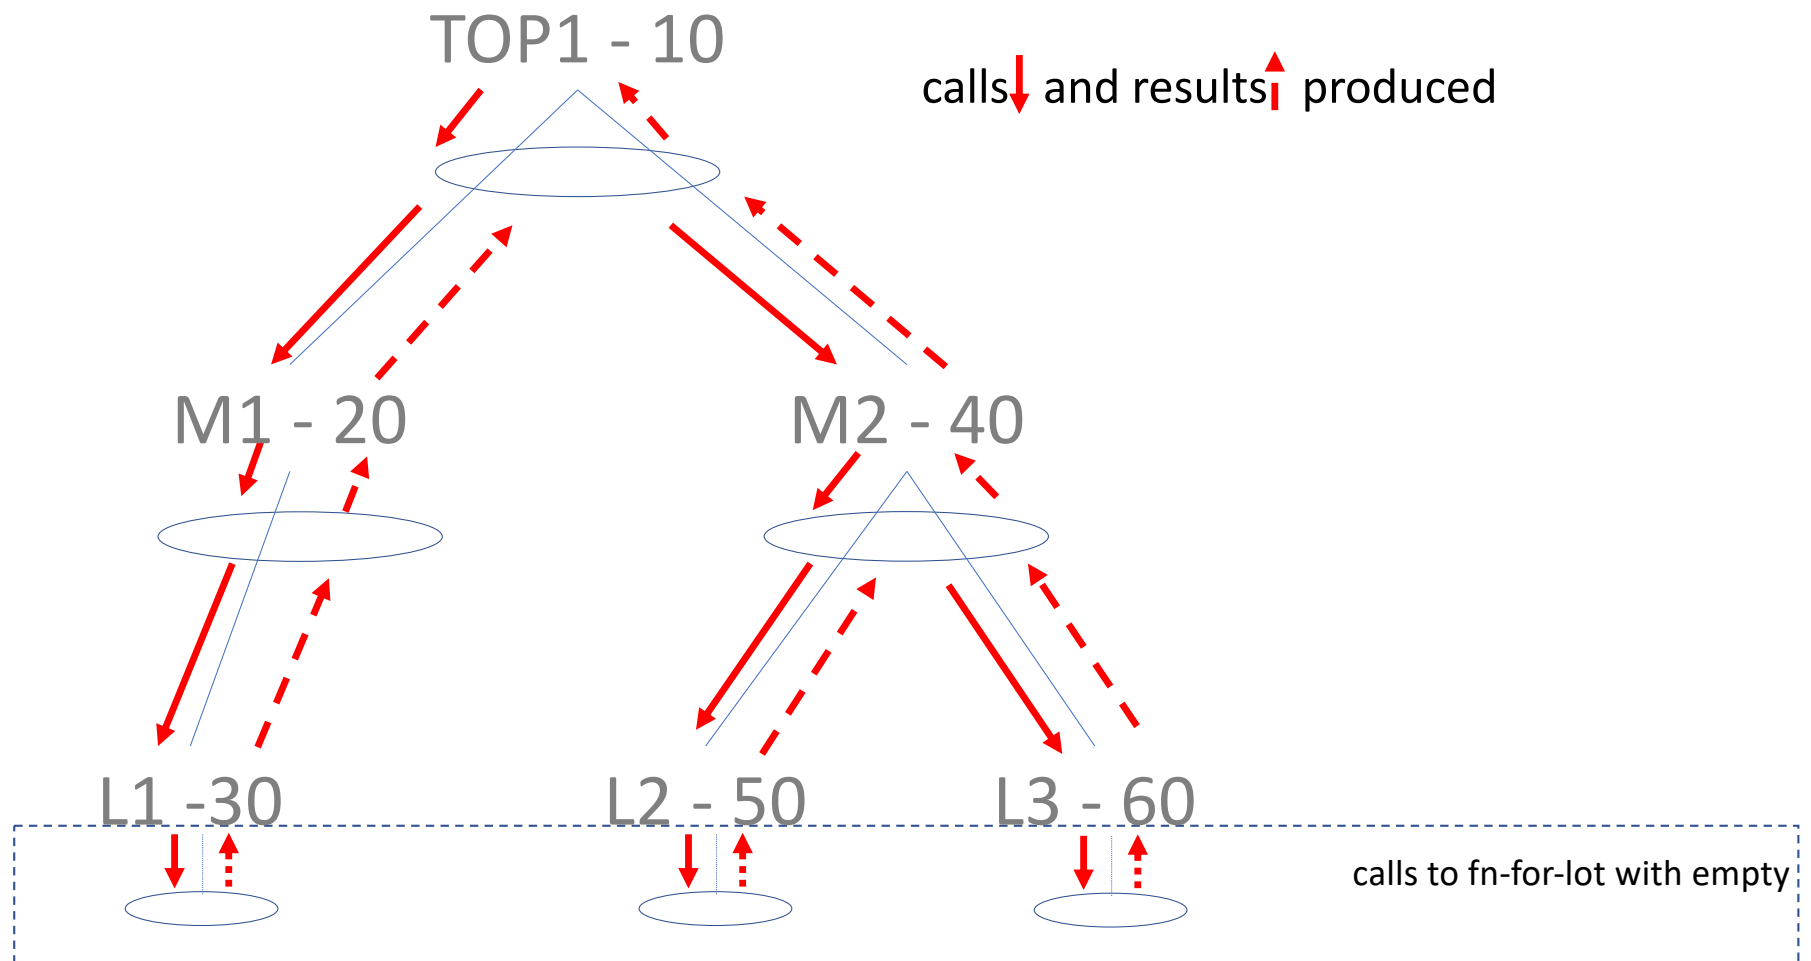 TOP1 - 10
calls and results produced
M1 - 20
M2 - 40
L1 -30
L2 - 50
L3 - 60
calls to fn-for-lot with empty